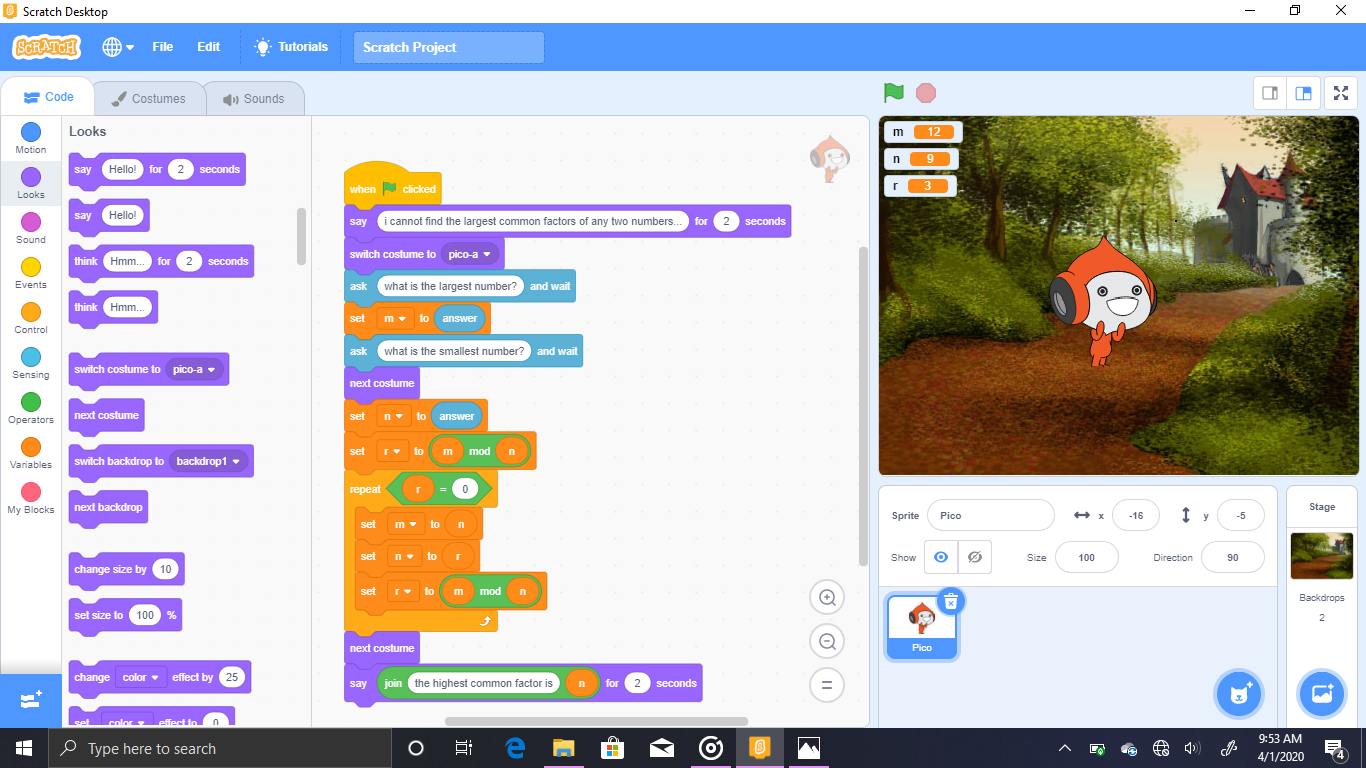 Scratch Desktop
SCRATCH File Edit Tutorials Scratch Project
Code Costumes Sounds
Motion
Looks
Sound
Events
Control
Sensing
Operators
Variables
My Blocks
Looks
say Hello! for 2 seconds
say Hello!
think Hmm... for 2 seconds
think Hmm...
switch costume to pico-a
next costume
switch backdrop to backdrop1
next backdrop
change size by 10
set size to 100 %
change color effect by 25
set color effect to 0
when clicked
say i cannot find the largest common factors of any two numbers... for 2 seconds
switch costume to pico-a
ask what is the largest number? and wait
set m to answer
ask what is the smallest number? and wait
next costume
set n to answer
set r to m mod n
repeat r = 0
set m to n
set n to r
set r to m mod n
next costume
say join the highest common factor is n for 2 seconds
m 12
n 9
r 3
Sprite Pico x -16 y -5
Show Size 100 Direction 90
Pico
Stage
Backdrops
2
Type here to search
9:53 AM
4/1/2020
4